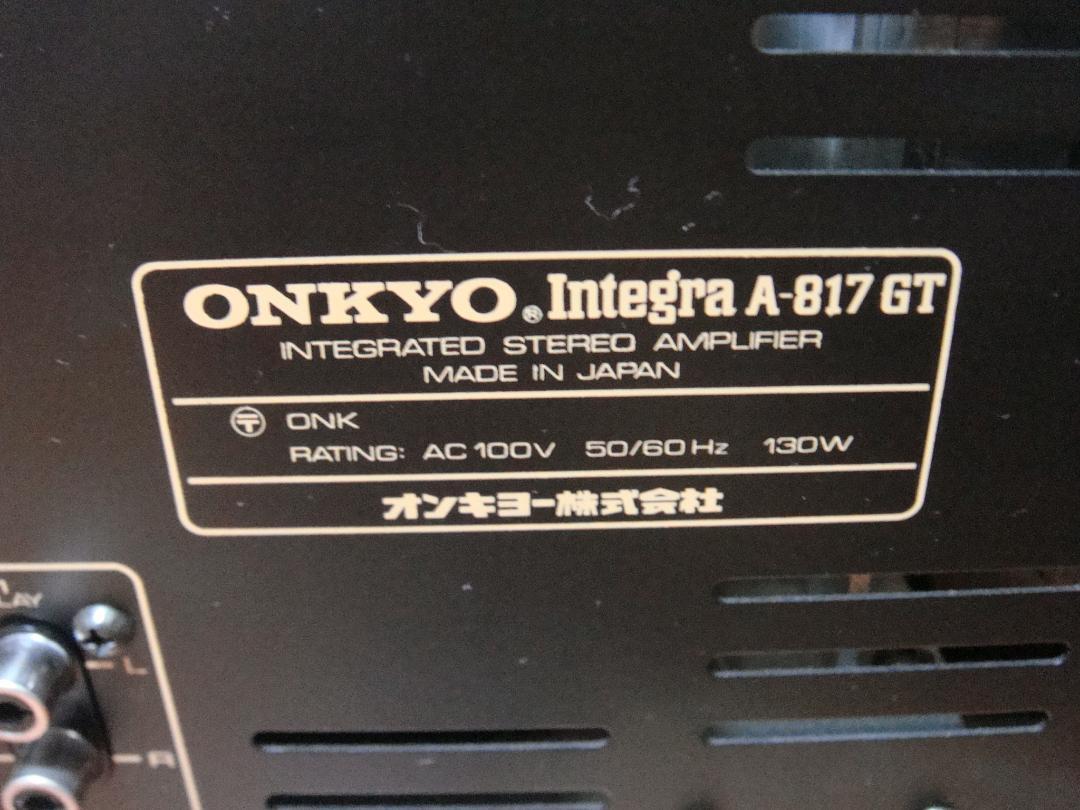 ONKYO® Integra A-817 GT
INTEGRATED STEREO AMPLIFIER
MADE IN JAPAN
〒 ONK
RATING: AC 100V 50/60 Hz 130W
オンキヨー株式会社
LAY
L
R